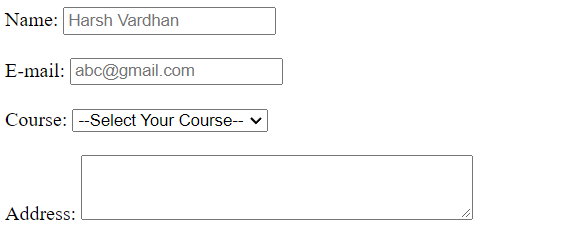 Name: Harsh Vardhan
E-mail: abc@gmail.com
Course: --Select Your Course--
Address: